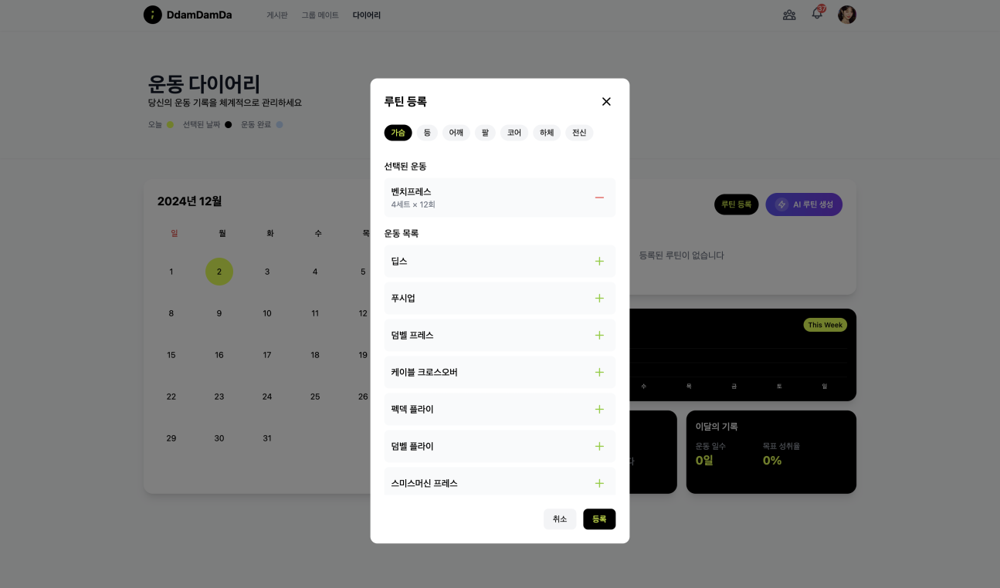 DdamDamDa
게시판 그룹 메이트 다이어리
37
운동 다이어리
당신의 운동 기록을 체계적으로 관리하세요
오늘 선택된 날짜 운동 완료
2024년 12월
일 월 화 수 목
1 2 3 4 5
8 9 10 11 12
15 16 17 18 19
22 23 24 25 26
29 30 31
루틴 등록
가슴 등 어깨 팔 코어 하체 전신
선택된 운동
벤치프레스
4세트 × 12회
운동 목록
딥스
푸시업
덤벨 프레스
케이블 크로스오버
펙덱 플라이
덤벨 플라이
스미스머신 프레스
취소 등록
루틴 등록 AI 루틴 생성
등록된 루틴이 없습니다
This Week
수 목 금 토 일
이달의 기록
운동 일수 목표 성취율
0일 0%